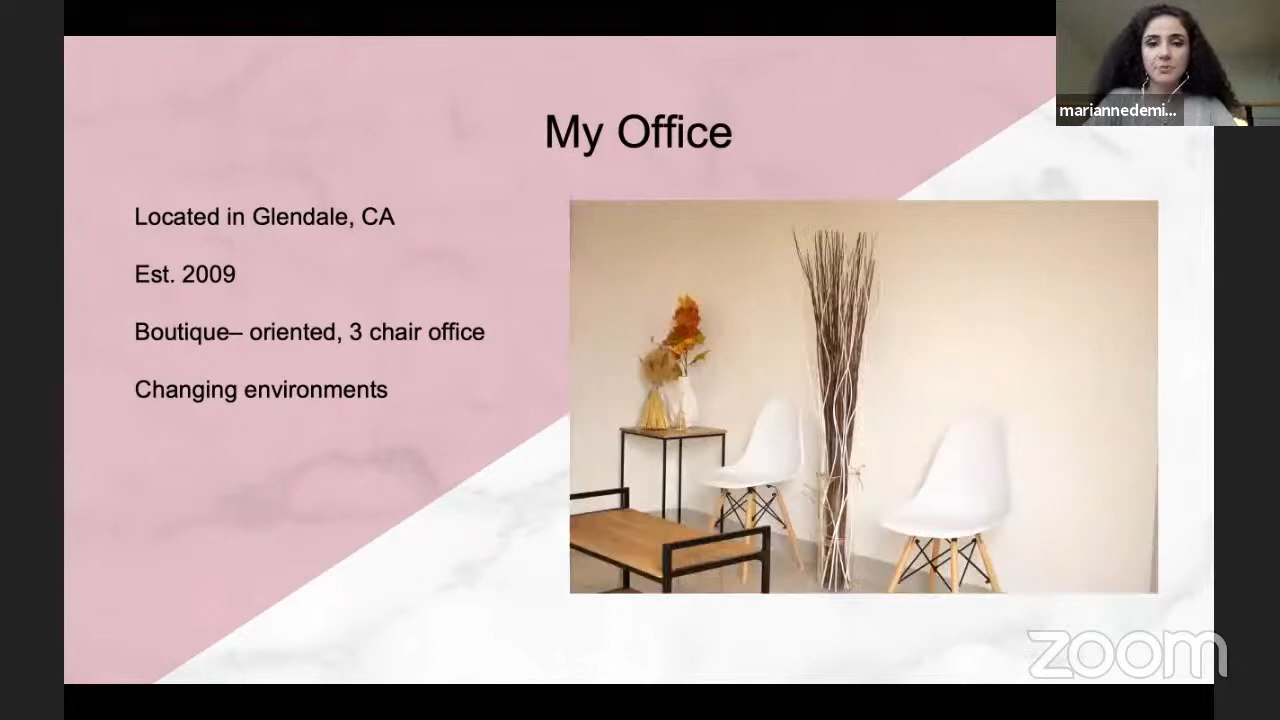 mariannedemi...
My Office
Located in Glendale, CA
Est. 2009
Boutique– oriented, 3 chair office
Changing environments
zoom